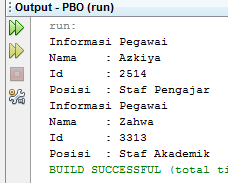 Output - PBO (run)
run:
Informasi Pegawai
Nama    : Azkiya
Id      : 2514
Posisi  : Staf Pengajar
Informasi Pegawai
Nama    : Zahwa
Id      : 3313
Posisi  : Staf Akademik
BUILD SUCCESSFUL (total